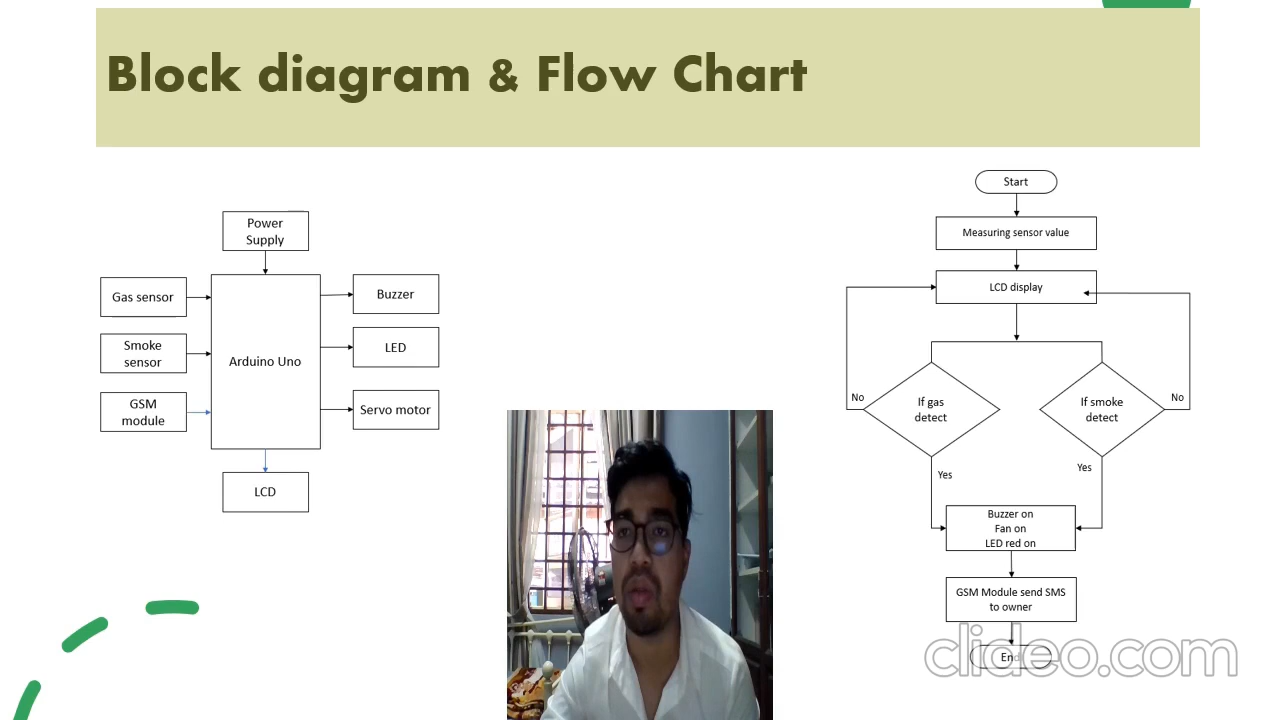 Block diagram & Flow Chart
Power
Supply
Gas sensor
Smoke
sensor
GSM
module
Arduino Uno
Buzzer
LED
Servo motor
LCD
Start
Measuring sensor value
LCD display
If gas
detect
If smoke
detect
No
No
Yes
Yes
Buzzer on
Fan on
LED red on
GSM Module send SMS
to owner
End
clideo.com